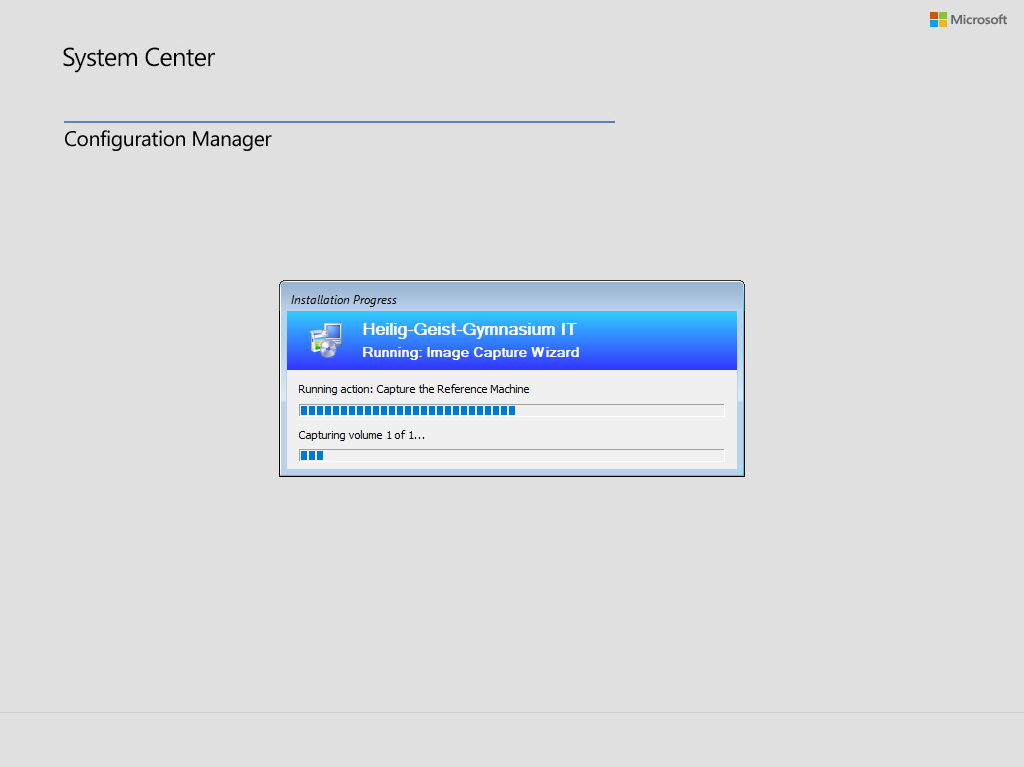 Microsoft
System Center
Configuration Manager
Installation Progress
Heilig-Geist-Gymnasium IT
Running: Image Capture Wizard
Running action: Capture the Reference Machine
Capturing volume 1 of 1...